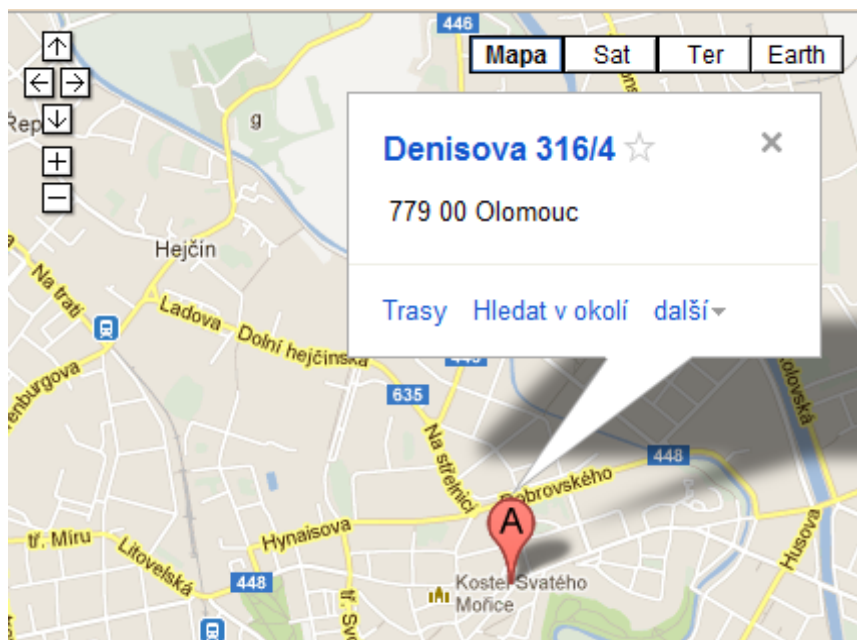 446
Mapa
Sat
Ter
Earth
Řep
g
Denisova 316/4
×
779 00 Olomouc
Hejčín
Trasy
Hledat v okolí
další
Na trati
Ladova
Dolní hejčínská
635
Na střelnici
448
Dobrovského
A
Hynaisova
tř. Míru
Litovelská
448
Husova
Kostel Svatého
Mořice